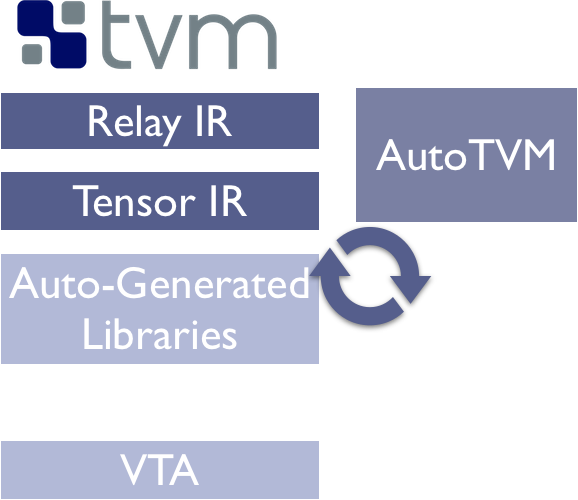 tvm
Relay IR
AutoTVM
Tensor IR
Auto-Generated
Libraries
VTA